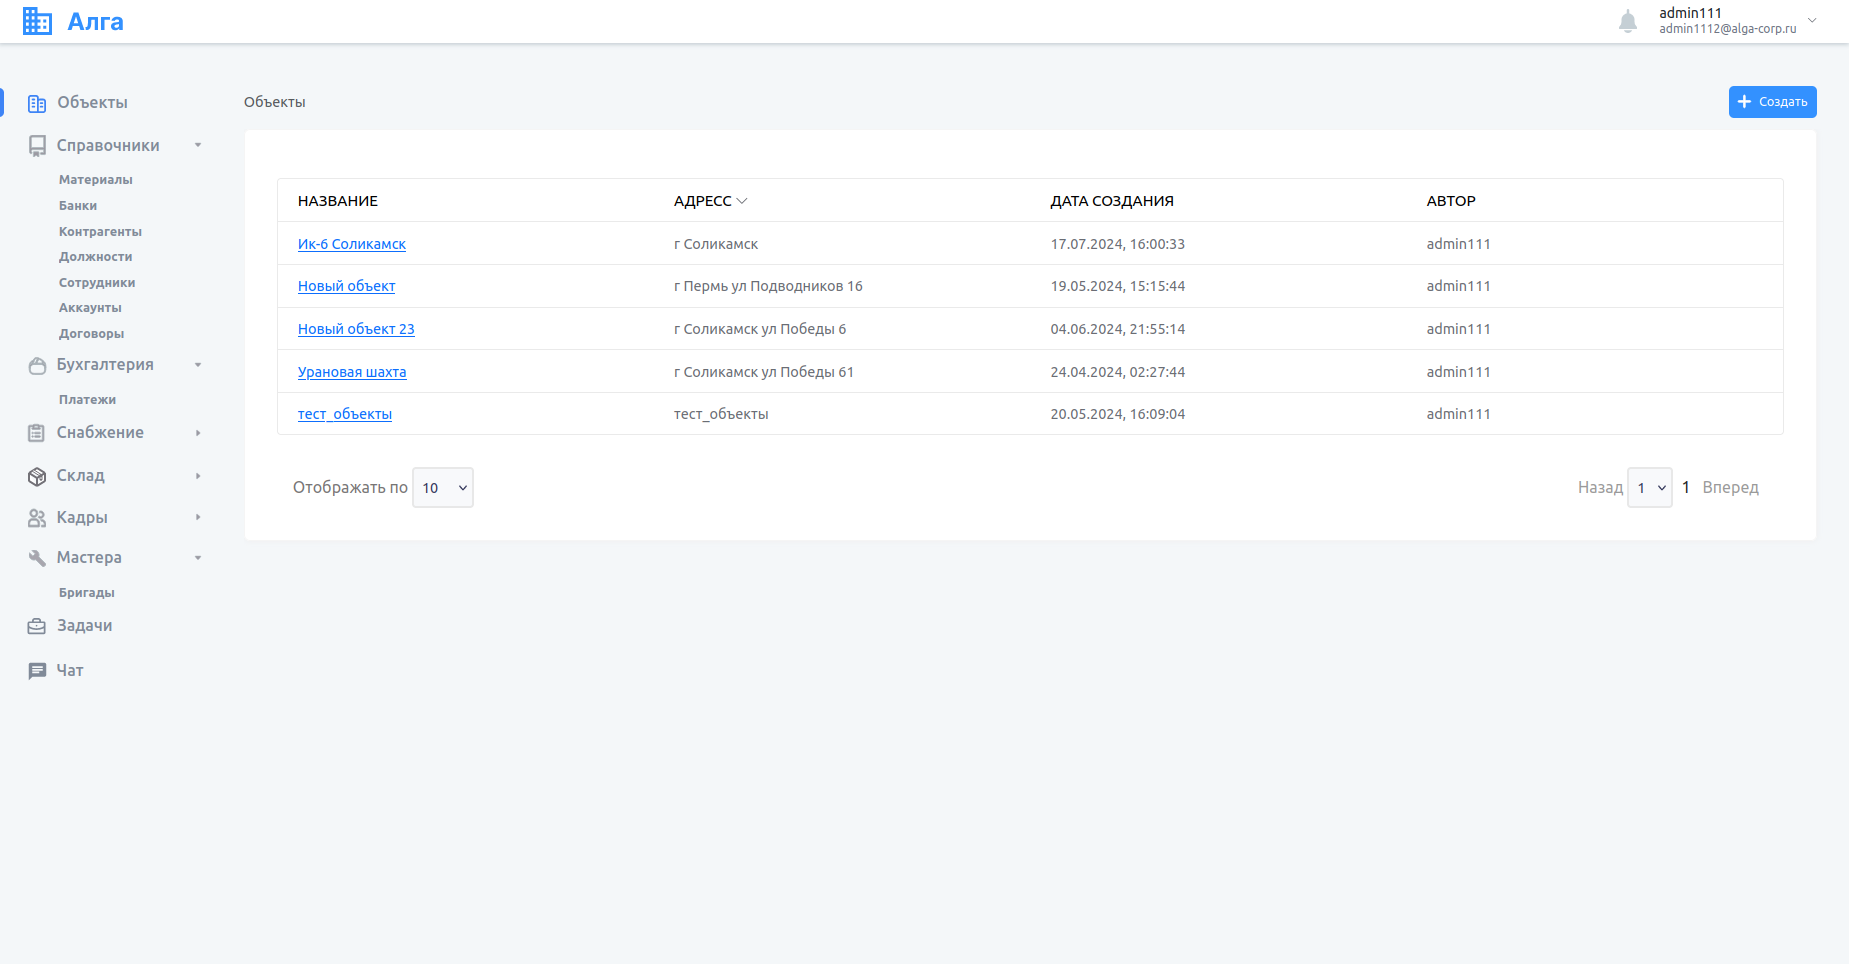 Алга
admin111
admin1112@alga-corp.ru
Объекты
Справочники
Материалы
Банки
Контрагенты
Должности
Сотрудники
Аккаунты
Договоры
Бухгалтерия
Платежи
Снабжение
Склад
Кадры
Мастера
Бригады
Задачи
Чат
Объекты
Создать
НАЗВАНИЕ АДРЕСС ДАТА СОЗДАНИЯ АВТОР
Ик-6 Соликамск г Соликамск 17.07.2024, 16:00:33 admin111
Новый объект г Пермь ул Подводников 16 19.05.2024, 15:15:44 admin111
Новый объект 23 г Соликамск ул Победы 6 04.06.2024, 21:55:14 admin111
Урановая шахта г Соликамск ул Победы 61 24.04.2024, 02:27:44 admin111
тест_объекты тест_объекты 20.05.2024, 16:09:04 admin111
Отображать по 10 Назад 1 1 Вперед